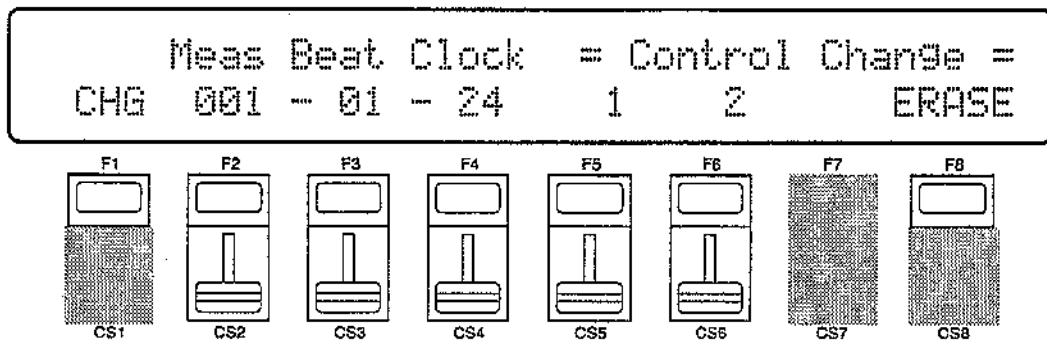 Meas Beat Clock = Control Change =
CHG 001 - 01 - 24 1 2 ERASE
F1 F2 F3 F4 F5 F6 F7 F8
CS1 CS2 CS3 CS4 CS5 CS6 CS7 CS8